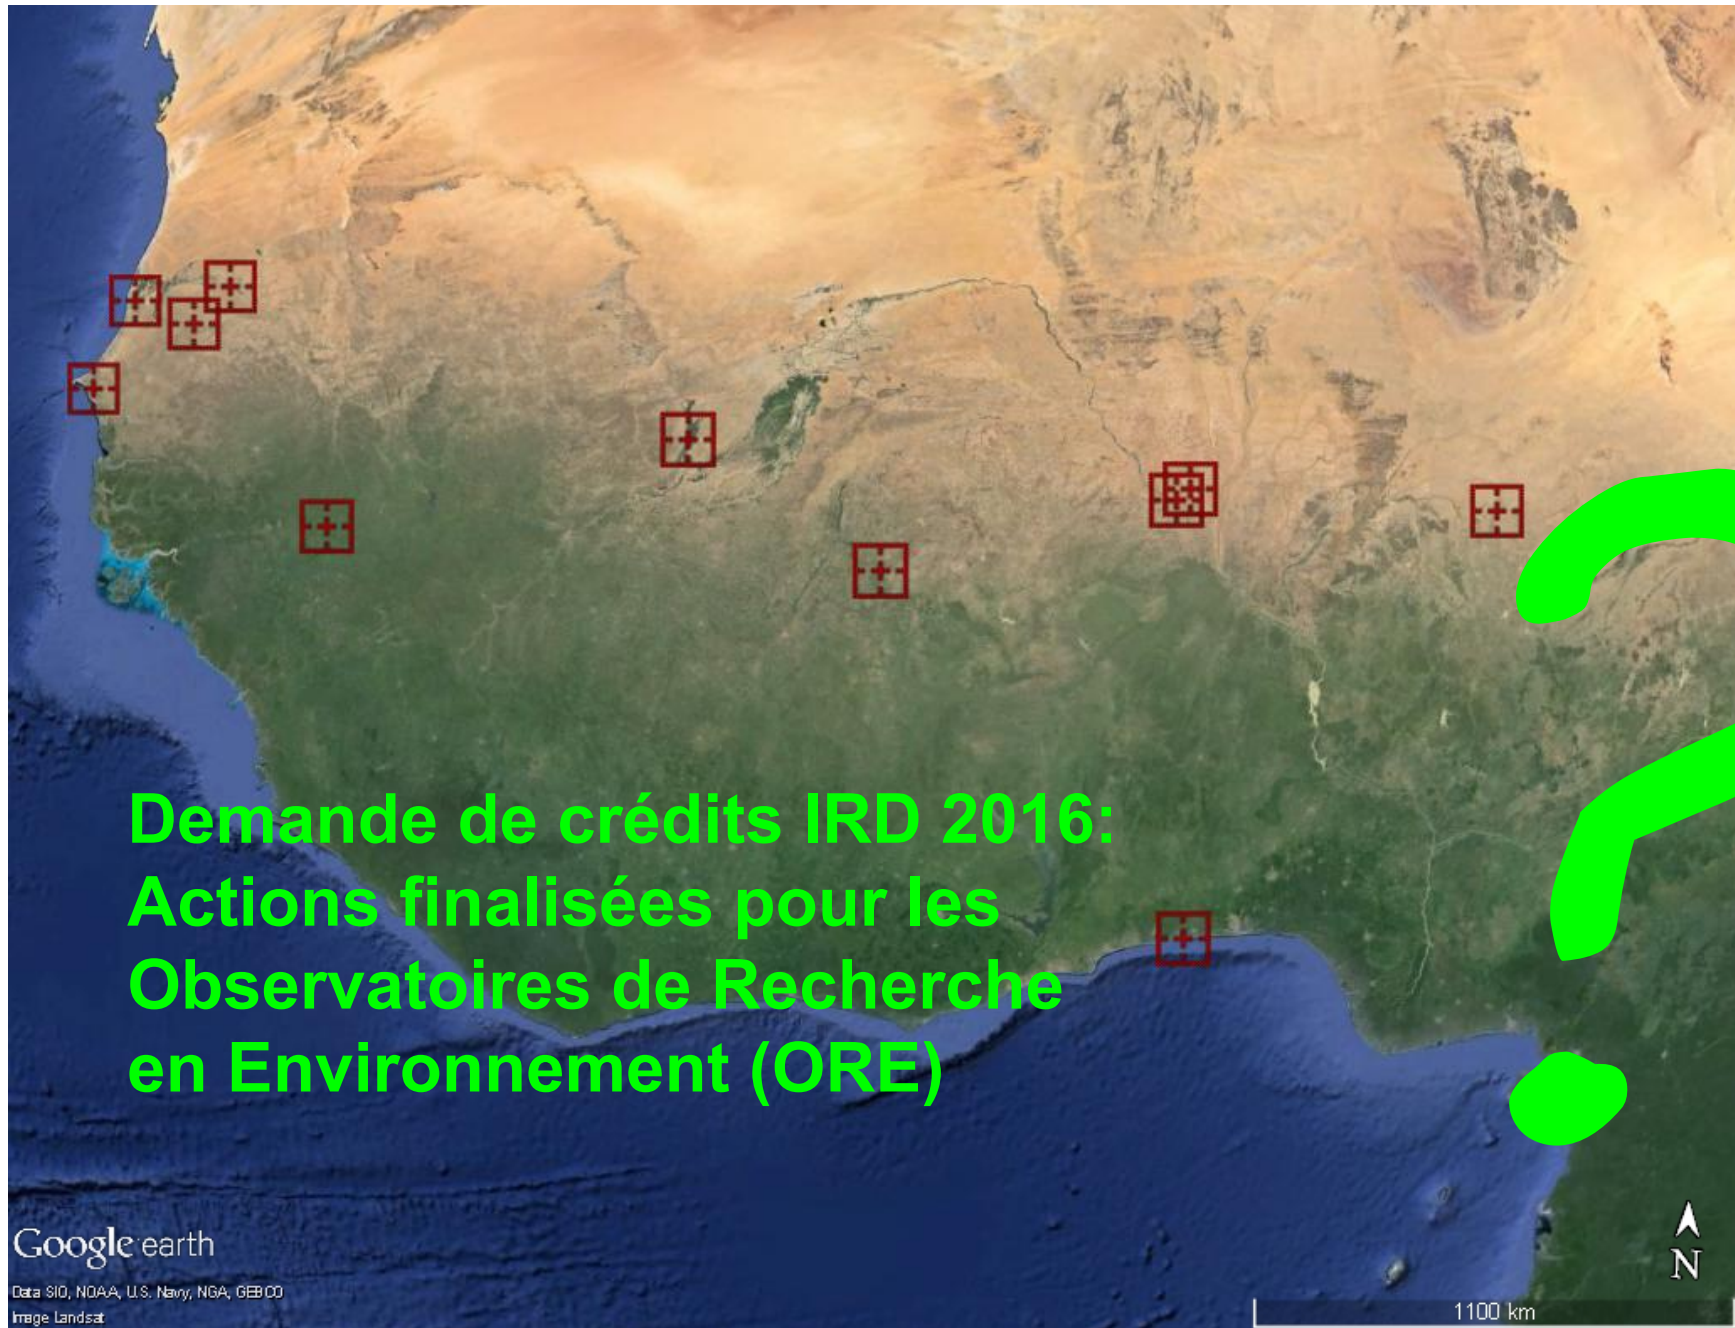 Demande de crédits IRD 2016:
Actions finalisées pour les
Observatoires de Recherche
en Environnement (ORE)
?
Google earth
Data SIO, NOAA, U.S. Navy, NGA, GEBCO
Image Landsat
N
1100 km